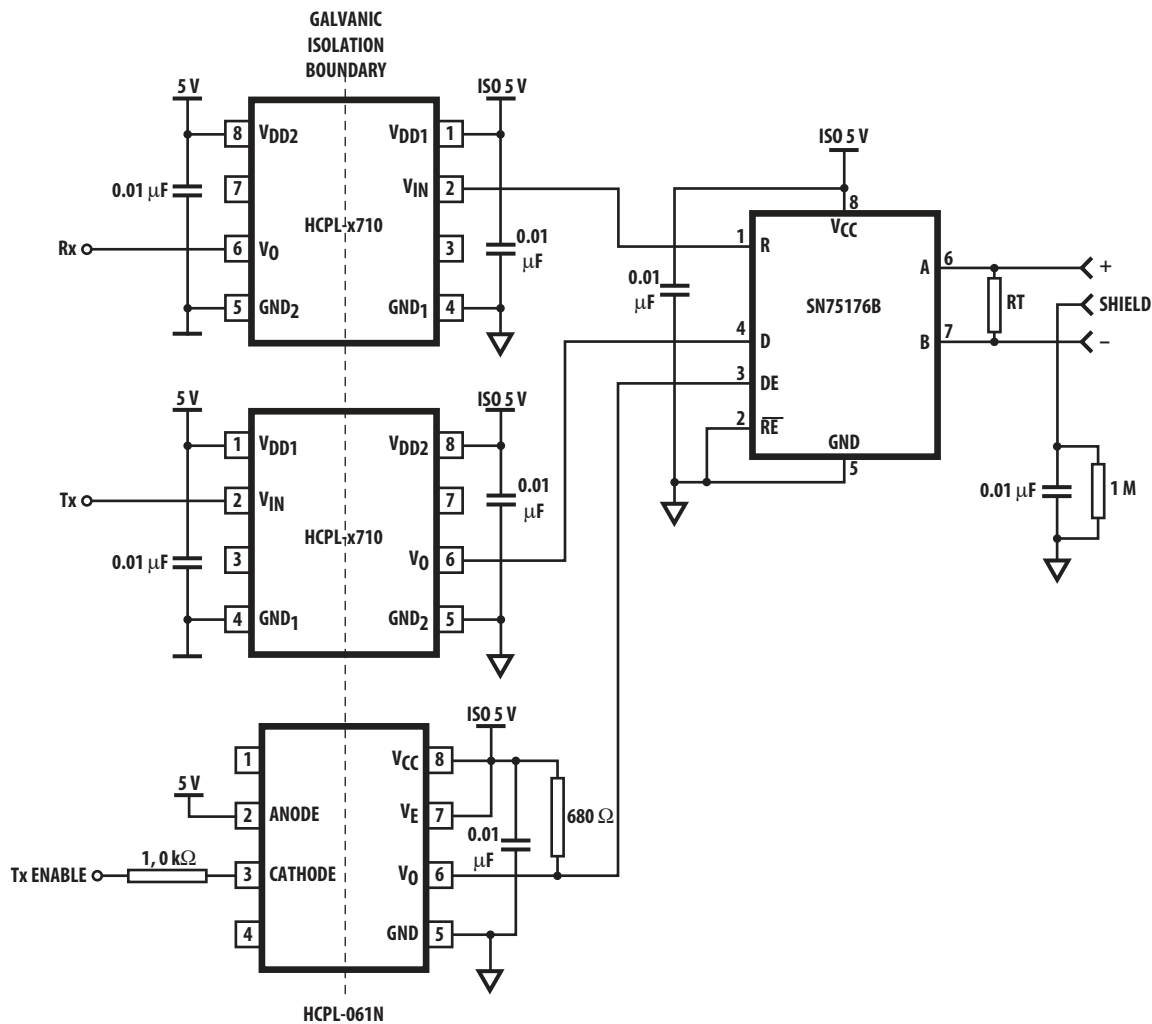 GALVANIC
ISOLATION
BOUNDARY
5 V
ISO 5 V
8 VDD2
VDD1 1
0.01 μF
7
VIN 2
HCPL-x710
Rx
6 VO
3
0.01
μF
5 GND2
GND1 4
ISO 5 V
8
VCC
1
R
A
6
+
0.01
μF
SN75176B
RT
SHIELD
4
D
B
7
–
3
DE
2
RE
GND
5
0.01 μF
1 M
5 V
ISO 5 V
1 VDD1
VDD2 8
Tx
2 VIN
7
0.01
μF
HCPL-x710
0.01 μF
3
VO 6
4 GND1
GND2 5
ISO 5 V
1
VCC 8
5 V
2 ANODE
VE 7
0.01
μF
680 Ω
Tx ENABLE
1, 0 kΩ
3 CATHODE
VO 6
4
GND 5
HCPL-061N